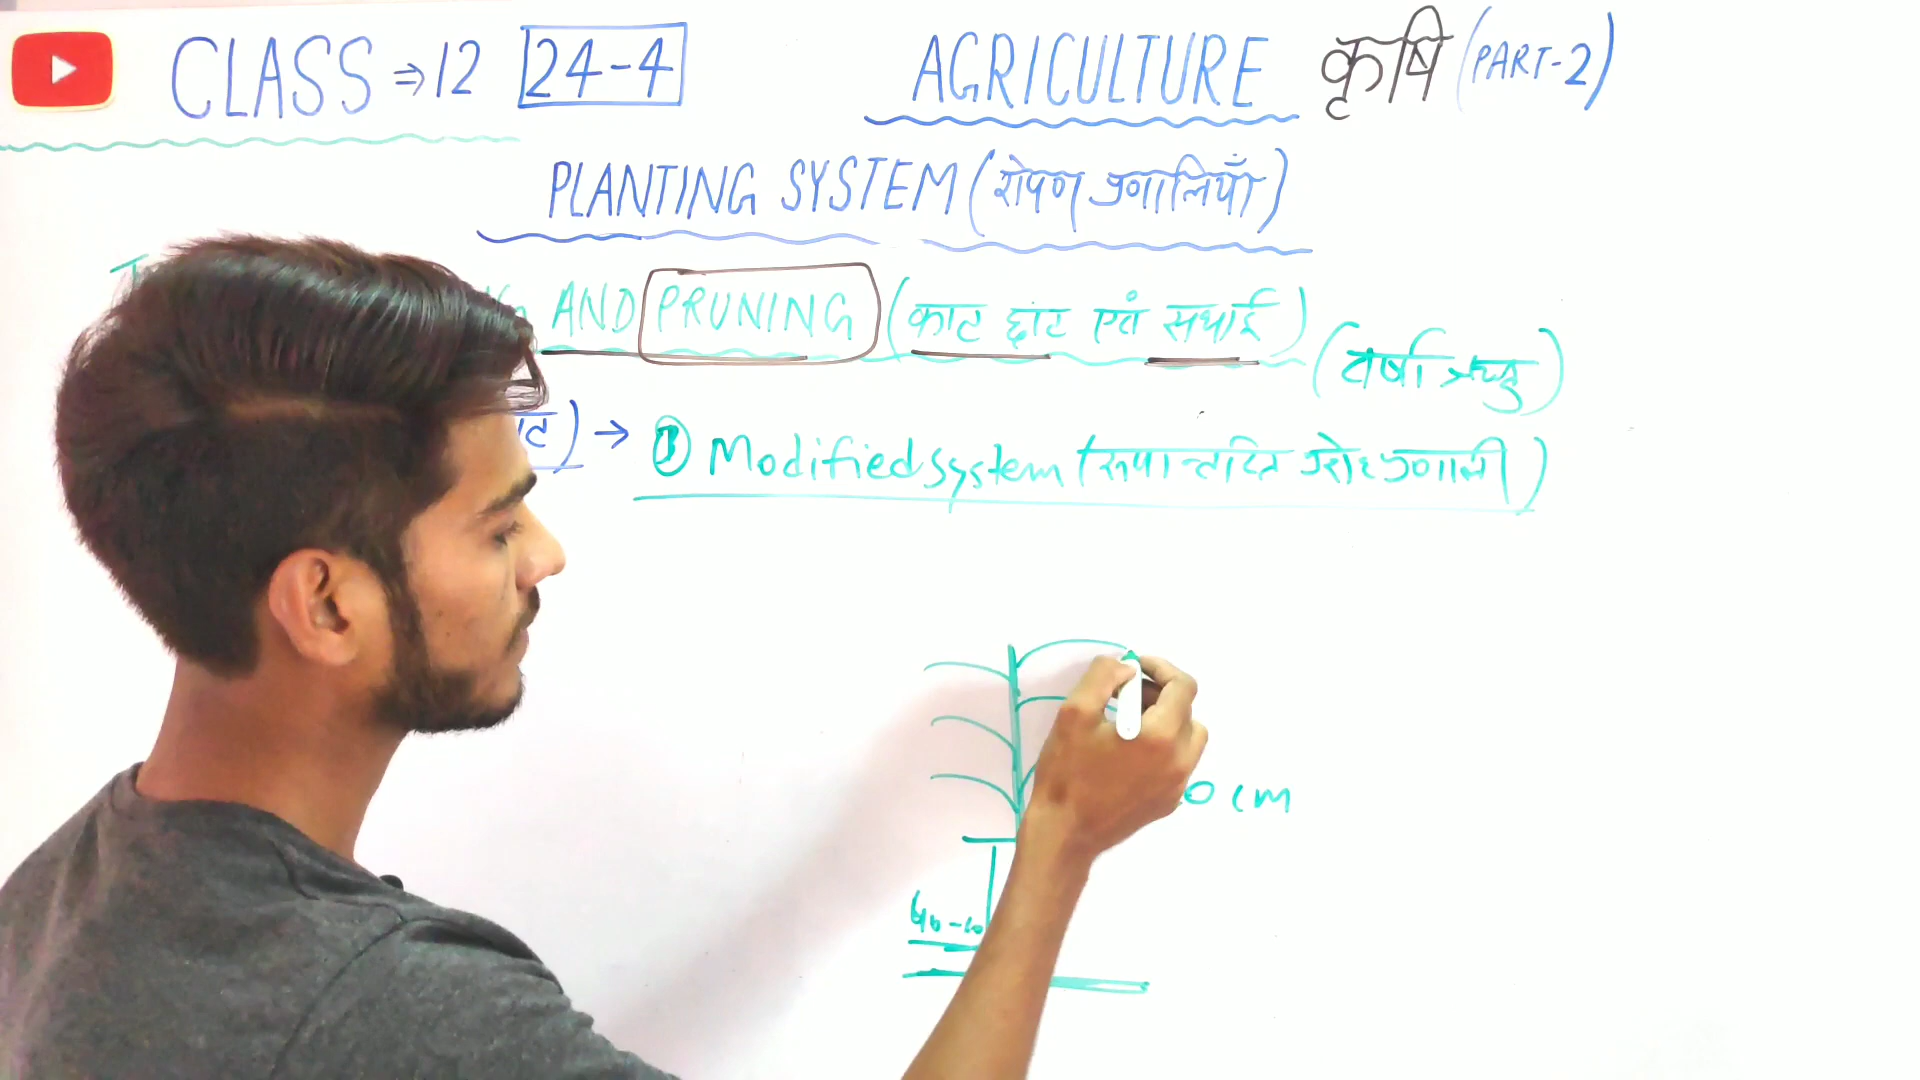 CLASS ⇒ 12 24-4 AGRICULTURE कृषि (PART-2)
PLANTING SYSTEM (रोपण प्रणालियाँ)
AND PRUNING (काट छांट एवं सधाई)
(वर्षा ऋतु)
→ Modified system (रूपान्तरित प्ररोह प्रणाली)
0 cm